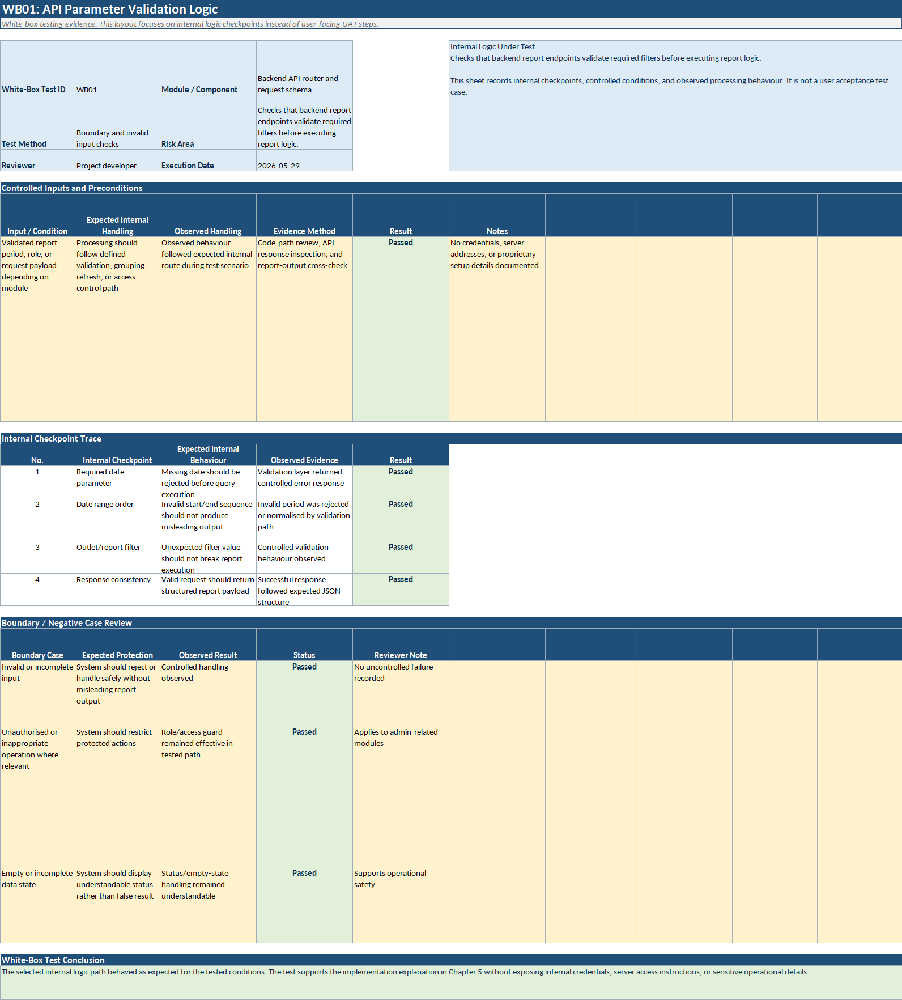 WB01: API Parameter Validation Logic
White-box testing evidence. This layout focuses on internal logic checkpoints instead of user-facing UAT steps.
White-Box Test ID
WB01
Module / Component
Backend API router and
request schema
Internal Logic Under Test:
Checks that backend report endpoints validate required filters before executing report logic.
This sheet records internal checkpoints, controlled conditions, and observed processing behaviour. It is not a user acceptance test
case.
Test Method
Boundary and invalid-
input checks
Risk Area
Checks that backend report
endpoints validate required
filters before executing
report logic.
Reviewer
Project developer
Execution Date
2026-05-29
Controlled Inputs and Preconditions
Input / Condition
Expected Internal
Handling
Observed Handling
Evidence Method
Result
Notes
Validated report
period, role, or
request payload
depending on
module
Processing should
follow defined
validation, grouping,
refresh, or access-
control path
Observed behaviour
followed expected internal
route during test scenario
Code-path review, API
response inspection, and
report-output cross-check
Passed
No credentials, server
addresses, or proprietary
setup details documented
Internal Checkpoint Trace
No.
Internal Checkpoint
Expected Internal
Behaviour
Observed Evidence
Result
1
Required date
parameter
Missing date should be
rejected before query
execution
Validation layer returned
controlled error response
Passed
2
Date range order
Invalid start/end sequence
should not produce
misleading output
Invalid period was rejected
or normalised by validation
path
Passed
3
Outlet/report filter
Unexpected filter value
should not break report
execution
Controlled validation
behaviour observed
Passed
4
Response consistency
Valid request should return
structured report payload
Successful response
followed expected JSON
structure
Passed
Boundary / Negative Case Review
Boundary Case
Expected Protection
Observed Result
Status
Reviewer Note
Invalid or incomplete
input
System should reject or
handle safely without
misleading report
output
Controlled handling
observed
Passed
No uncontrolled failure
recorded
Unauthorised or
inappropriate
operation where
relevant
System should restrict
protected actions
Role/access guard
remained effective in
tested path
Passed
Applies to admin-related
modules
Empty or incomplete
data state
System should display
understandable status
rather than false result
Status/empty-state
handling remained
understandable
Passed
Supports operational
safety
White-Box Test Conclusion
The selected internal logic path behaved as expected for the tested conditions. The test supports the implementation explanation in Chapter 5 without exposing internal credentials, server access instructions, or sensitive operational details.